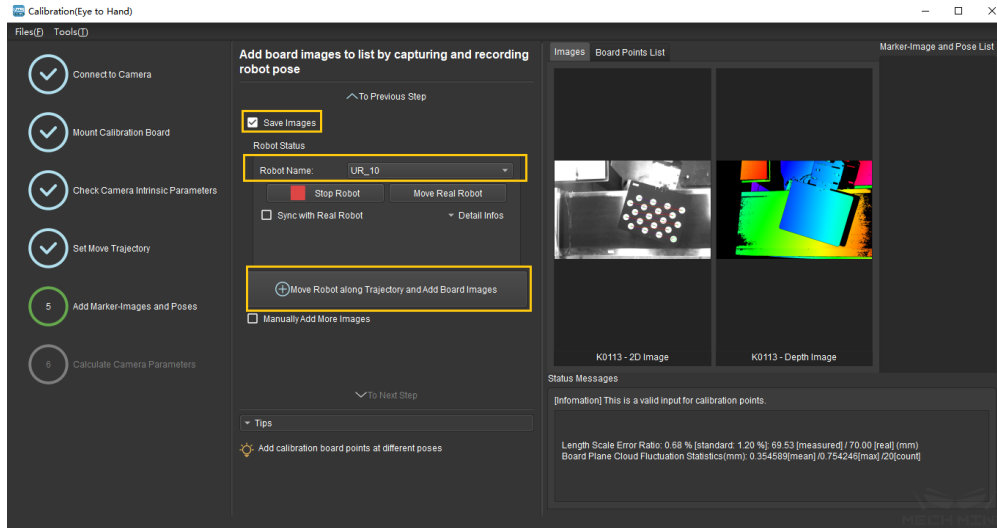 Calibration(Eye to Hand)
Files(F) Tools(T)
Connect to Camera
Mount Calibration Board
Check Camera Intrinsic Parameters
Set Move Trajectory
5 Add Marker-Images and Poses
6 Calculate Camera Parameters
Add board images to list by capturing and recording
robot pose
To Previous Step
Save Images
Robot Status
Robot Name: UR_10
Stop Robot Move Real Robot
Sync with Real Robot Detail Infos
Move Robot along Trajectory and Add Board Images
Manually Add More Images
To Next Step
Tips
Add calibration board points at different poses
Images Board Points List
K0113 - 2D Image K0113 - Depth Image
Marker-Image and Pose List
Status Messages
[Infomation] This is a valid input for calibration points.
Length Scale Error Ratio: 0.68 % [standard: 1.20 %]: 69.53 [measured] / 70.00 [real] (mm)
Board Plane Cloud Fluctuation Statistics(mm): 0.354589[mean] /0.754246[max] /20[count]
MECH MIND